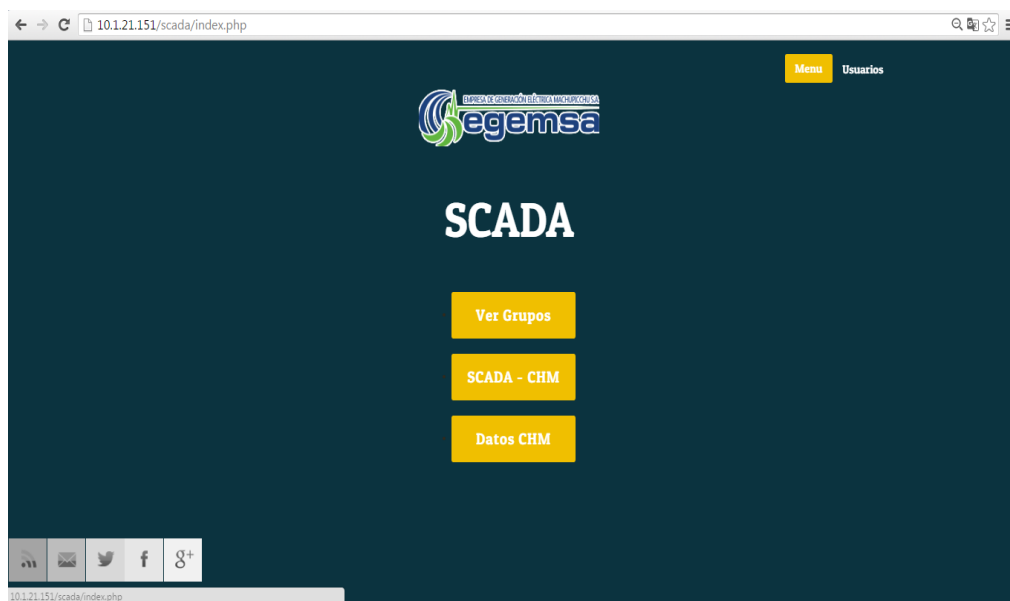 10.1.21.151/scada/index.php
Menu Usuarios
EMPRESA DE GENERACIÓN ELÉCTRICA MACHUPICCHU SA
egemsa
SCADA
Ver Grupos
SCADA - CHM
Datos CHM
f g+
10.1.21.151/scada/index.php